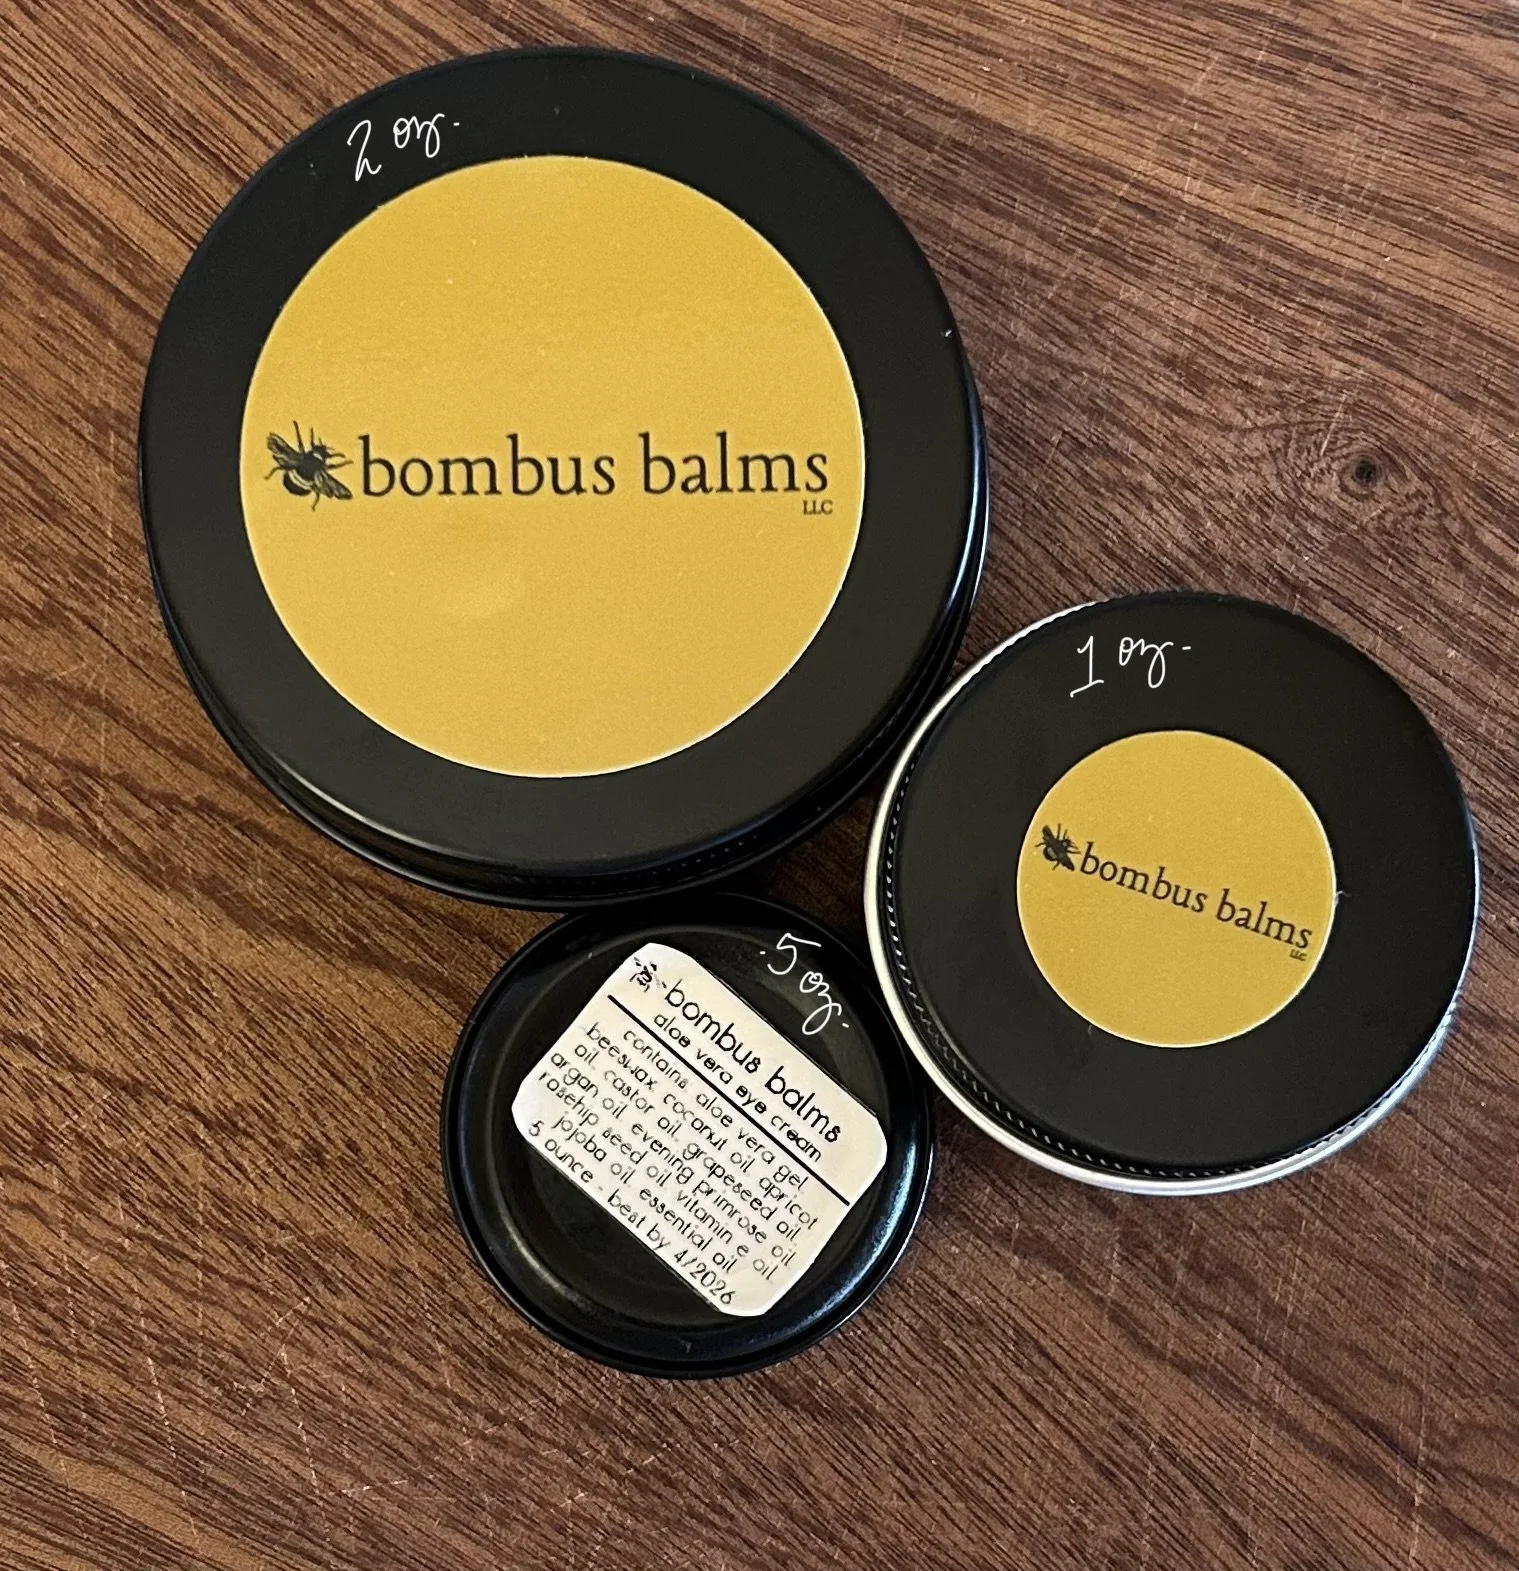 2 oz.
bombus balms
LLC
1 oz.
bombus balms
LLC
.5 oz.
bombus balms
aloe vera eye cream
contains aloe vera gel,
beeswax, coconut oil, apricot
oil, castor oil, grapeseed oil,
argan oil, evening primrose oil,
rosehip seed oil, vitamin e oil,
jojoba oil, essential oil
.5 ounce - best by 4/2026